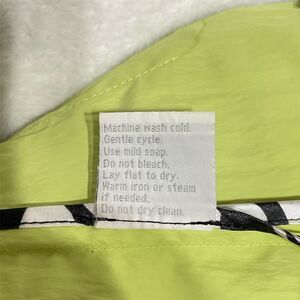 Machine wash cold.
Gentle cycle.
Use mild soap.
Do not bleach.
Lay flat to dry.
Warm iron or steam
if needed.
Do not dry clean.